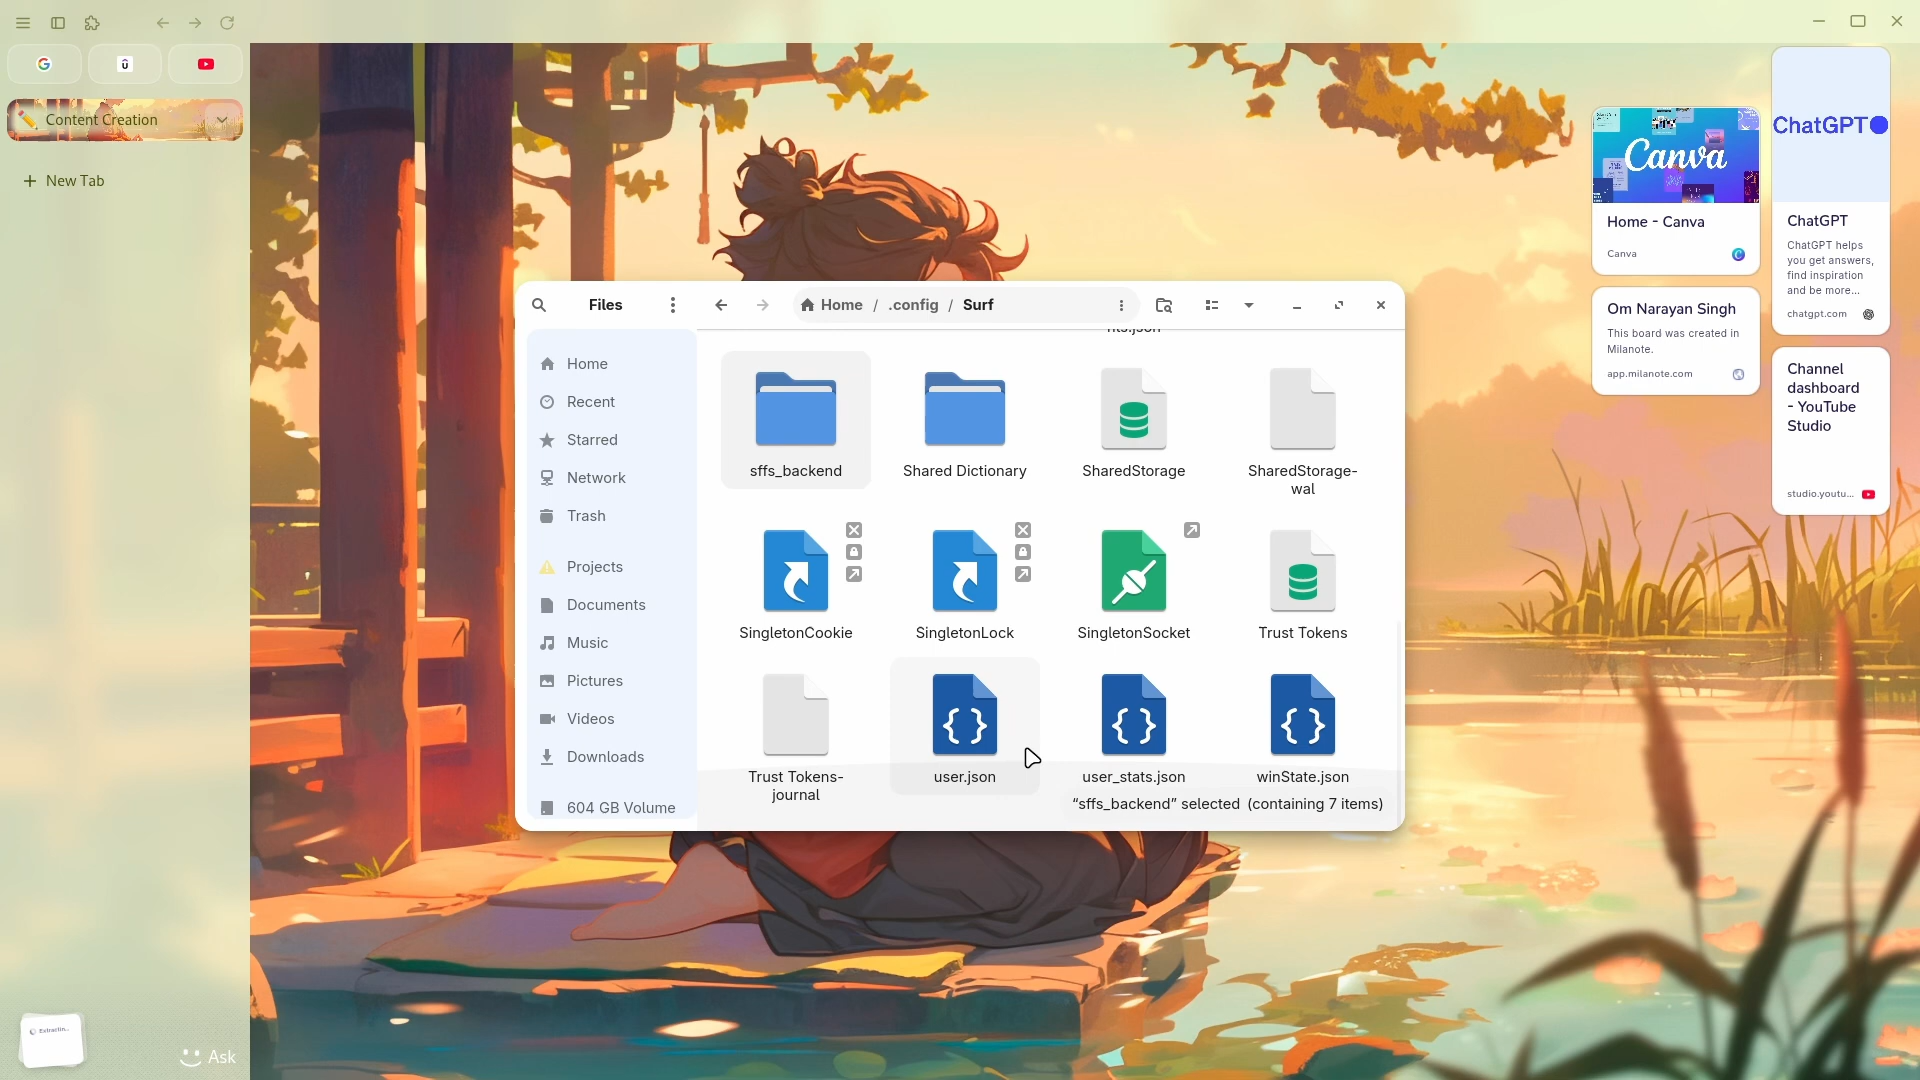 Content Creation
New Tab
Extractin...
Ask
Files
Home / .config / Surf
Home
Recent
Starred
Network
Trash
Projects
Documents
Music
Pictures
Videos
Downloads
604 GB Volume
sffs_backend
Shared Dictionary
SharedStorage
SharedStorage-
wal
SingletonCookie
SingletonLock
SingletonSocket
Trust Tokens
Trust Tokens-
journal
user.json
user_stats.json
winState.json
“sffs_backend” selected (containing 7 items)
Canva
Home - Canva
Canva
Om Narayan Singh
This board was created in
Milanote.
app.milanote.com
ChatGPT
ChatGPT
ChatGPT helps
you get answers,
find inspiration
and be more...
chatgpt.com
Channel
dashboard
- YouTube
Studio
studio.youtu...